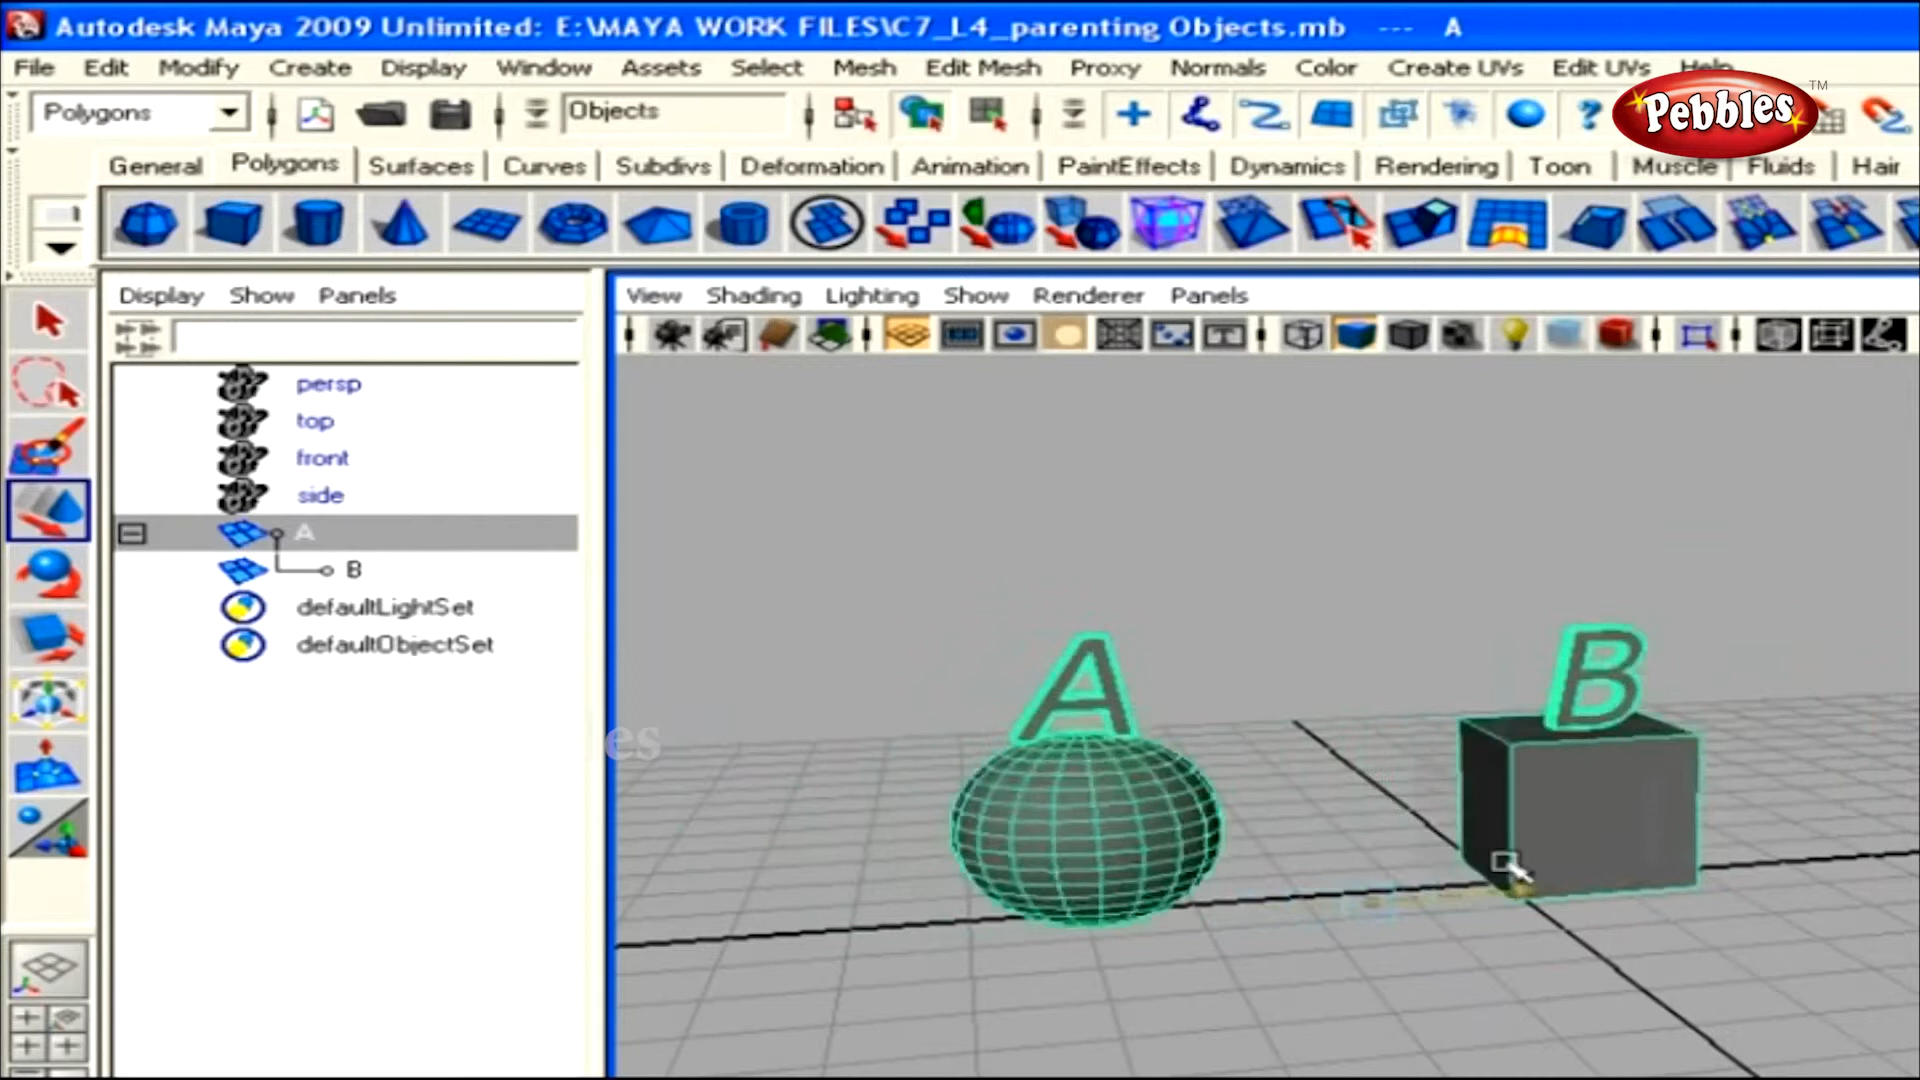 Autodesk Maya 2009 Unlimited: E:\MAYA WORK FILES\C7_L4_parenting Objects.mb --- A
File Edit Modify Create Display Window Assets Select Mesh Edit Mesh Proxy Normals Color Create UVs Edit UVs Help
Polygons Objects
Pebbles TM
General Polygons Surfaces Curves Subdivs Deformation Animation PaintEffects Dynamics Rendering Toon Muscle Fluids Hair
Display Show Panels
View Shading Lighting Show Renderer Panels
persp
top
front
side
A
B
defaultLightSet
defaultObjectSet
A
B
es